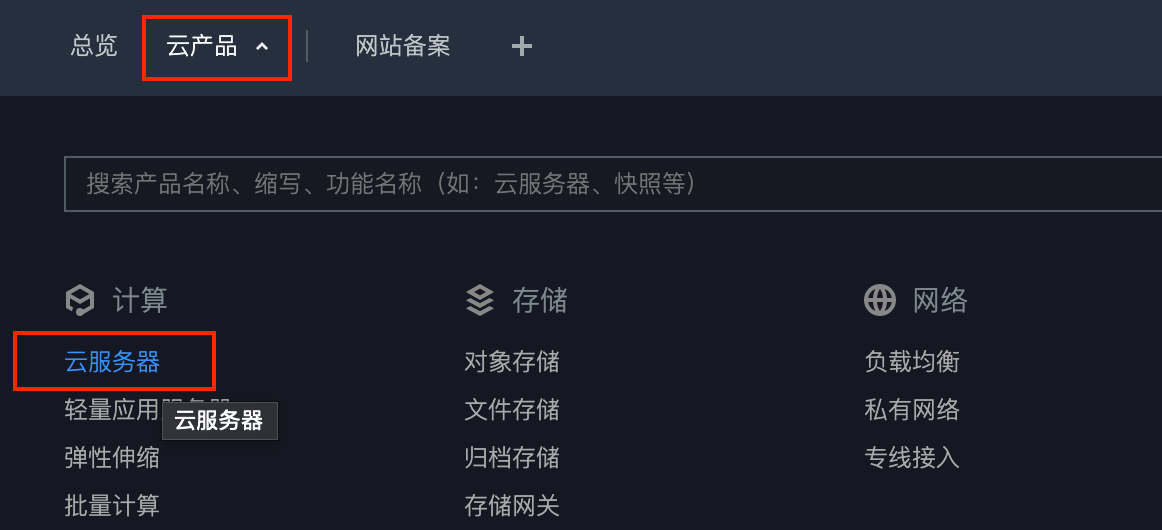 总览 云产品 网站备案
搜索产品名称、缩写、功能名称（如：云服务器、快照等）
计算 存储 网络
云服务器 对象存储 负载均衡
轻量应用服务器 文件存储 私有网络
云服务器
弹性伸缩 归档存储 专线接入
批量计算 存储网关